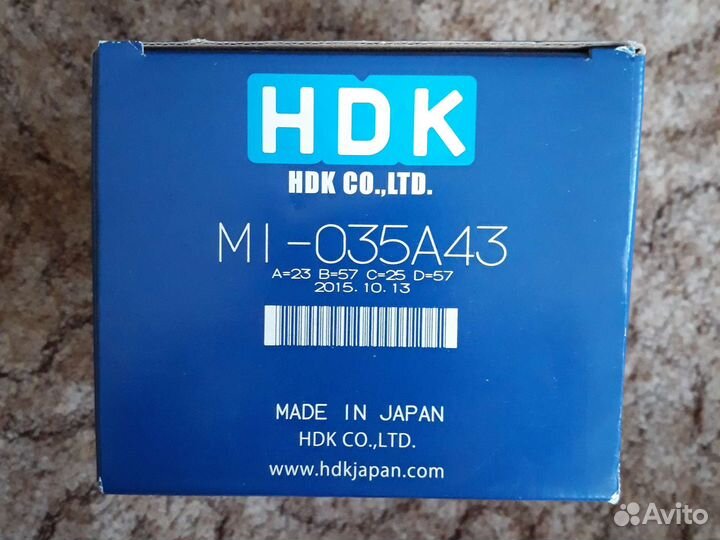 HDK
HDK CO.,LTD.
MI-035A43
A=23 B=57 C=25 D=57
2015.10.13
MADE IN JAPAN
HDK CO.,LTD.
www.hdkjapan.com
Avito